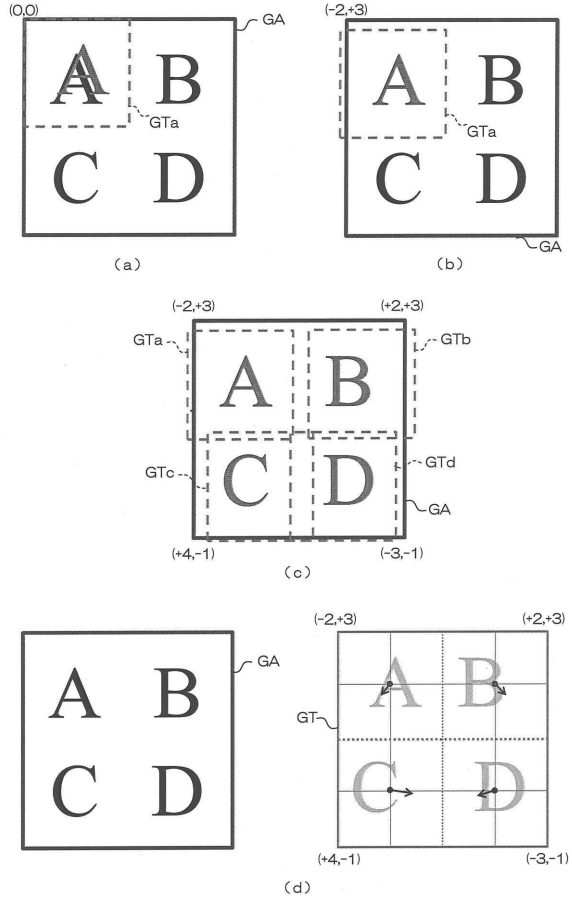 (0,0)
GA
A A B
GTa
C D
(a)
(-2,+3)
A B
GTa
C D
GA
(b)
(-2,+3) (+2,+3)
GTa GTb
A B
GTc GTd
C D
GA
(+4,-1) (-3,-1)
(c)
GA
A B
C D
(-2,+3) (+2,+3)
A B
GT
C D
(+4,-1) (-3,-1)
(d)